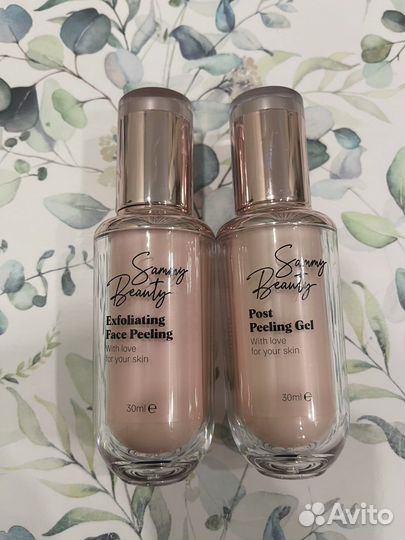 Sammy
Beauty
Exfoliating
Face Peeling
With love
for your skin
30ml ℮
Sammy
Beauty
Post
Peeling Gel
With love
for your skin
30ml ℮
Avito